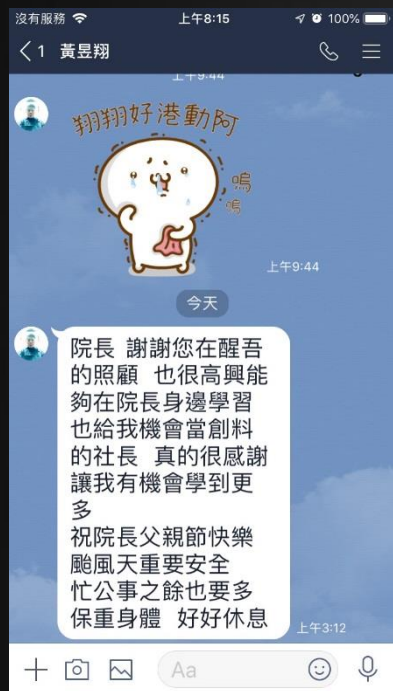 沒有服務
上午8:15
100%
1 黃昱翔
上午9:44
翔翔好港動阿
嗚
嗚
上午9:44
今天
院長 謝謝您在醒吾
的照顧 也很高興能
夠在院長身邊學習
也給我機會當創料
的社長 真的很感謝
讓我有機會學到更
多
祝院長父親節快樂
颱風天重要安全
忙公事之餘也要多
保重身體 好好休息
上午3:12
Aa